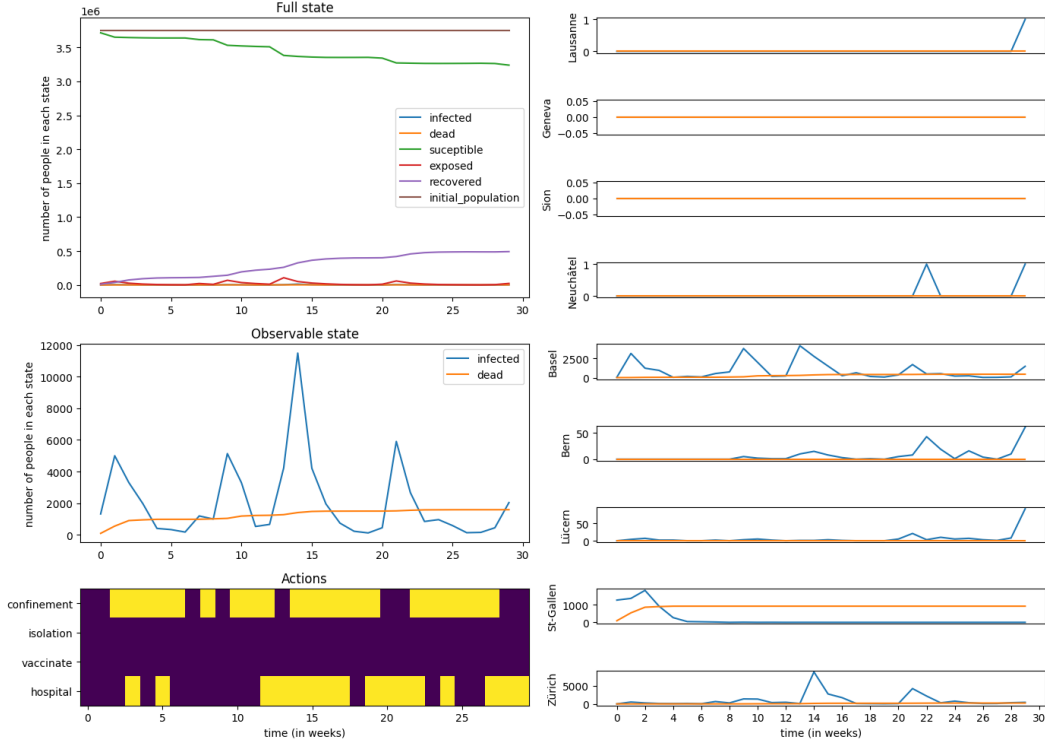 Full state
1e6
number of people in each state
3.5
3.0
2.5
2.0
1.5
1.0
0.5
0.0
infected
dead
suceptible
exposed
recovered
initial_population
0 5 10 15 20 25 30
Observable state
number of people in each state
12000
10000
8000
6000
4000
2000
0
infected
dead
0 5 10 15 20 25 30
Actions
confinement
isolation
vaccinate
hospital
0 5 10 15 20 25
time (in weeks)
Lausanne
1
0
Geneva
0.05
0.00
−0.05
Sion
0.05
0.00
−0.05
Neuchâtel
1
0
Basel
2500
0
Bern
50
0
Lücern
50
0
St-Gallen
1000
0
Zürich
5000
0
0 2 4 6 8 10 12 14 16 18 20 22 24 26 28 29 30
time (in weeks)